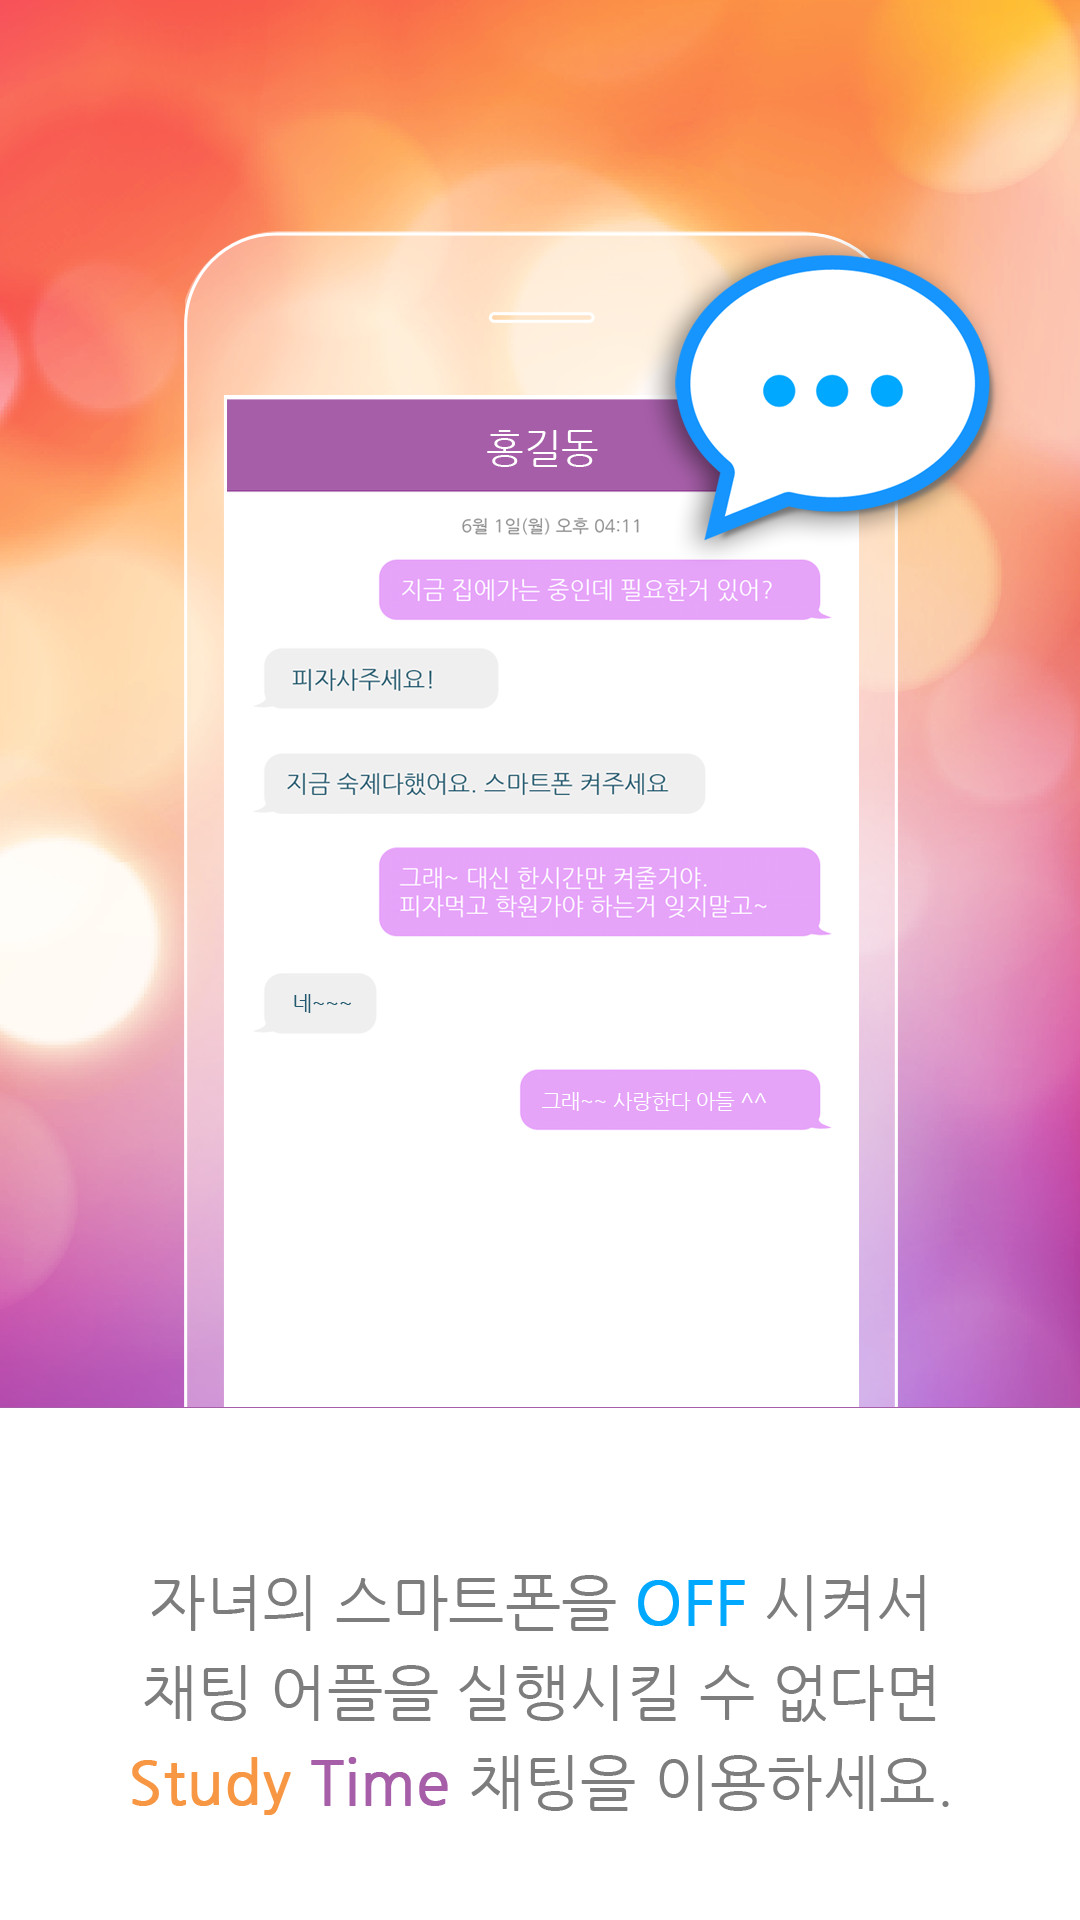 홍길동
6월 1일(월) 오후 04:11
지금 집에가는 중인데 필요한거 있어?
피자사주세요!
지금 숙제다했어요. 스마트폰 켜주세요
그래~ 대신 한시간만 켜줄거야.
피자먹고 학원가야 하는거 잊지말고~
네~~~
그래~~ 사랑한다 아들 ^^
자녀의 스마트폰을 OFF 시켜서
채팅 어플을 실행시킬 수 없다면
Study Time 채팅을 이용하세요.